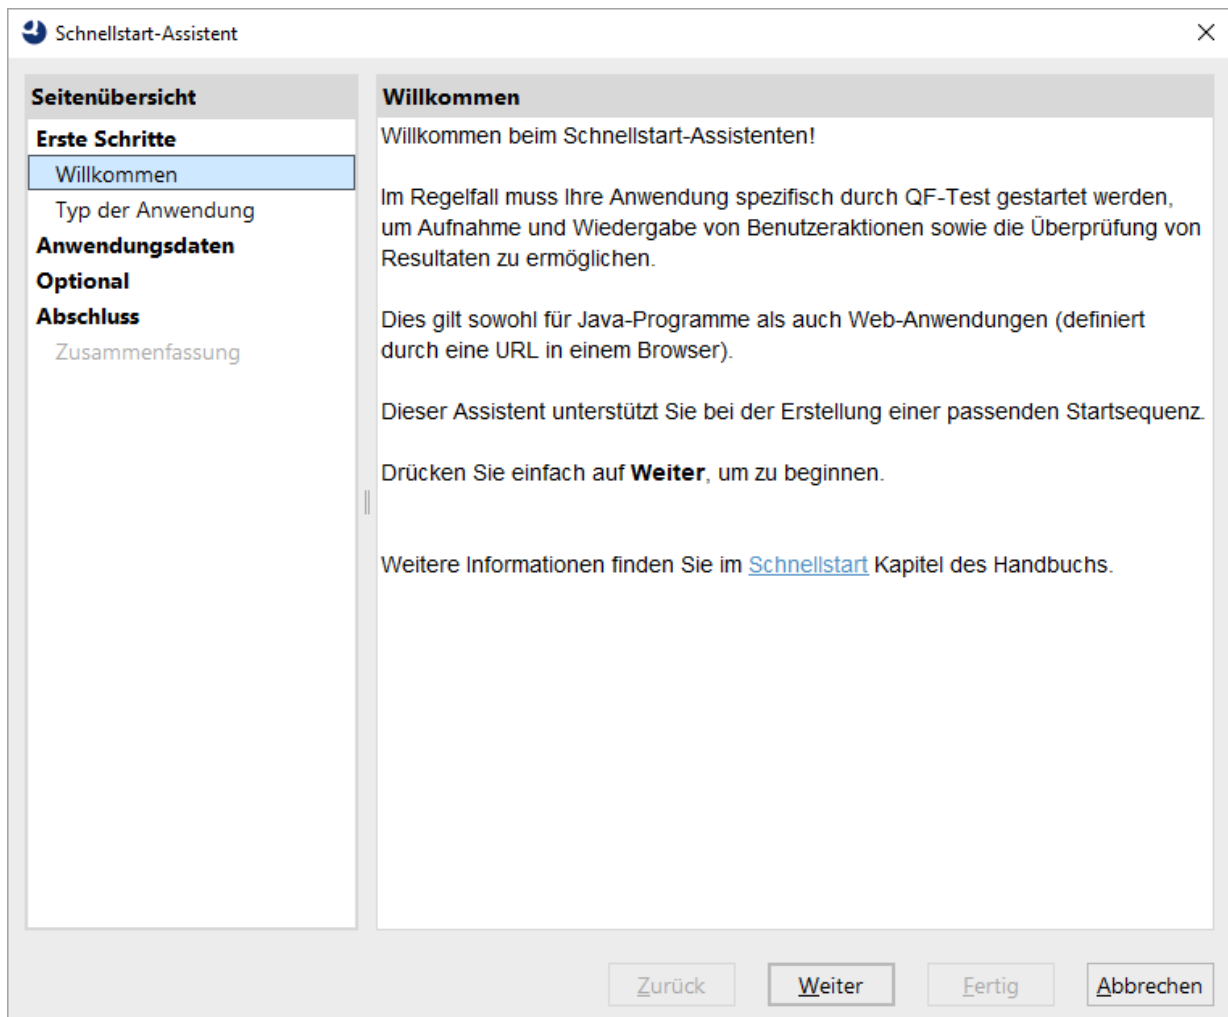 Schnellstart-Assistent
Seitenübersicht
Erste Schritte
Willkommen
Typ der Anwendung
Anwendungsdaten
Optional
Abschluss
Zusammenfassung
Willkommen
Willkommen beim Schnellstart-Assistenten!
Im Regelfall muss Ihre Anwendung spezifisch durch QF-Test gestartet werden,
um Aufnahme und Wiedergabe von Benutzeraktionen sowie die Überprüfung von
Resultaten zu ermöglichen.
Dies gilt sowohl für Java-Programme als auch Web-Anwendungen (definiert
durch eine URL in einem Browser).
Dieser Assistent unterstützt Sie bei der Erstellung einer passenden Startsequenz.
Drücken Sie einfach auf Weiter, um zu beginnen.
Weitere Informationen finden Sie im Schnellstart Kapitel des Handbuchs.
Zurück Weiter Fertig Abbrechen